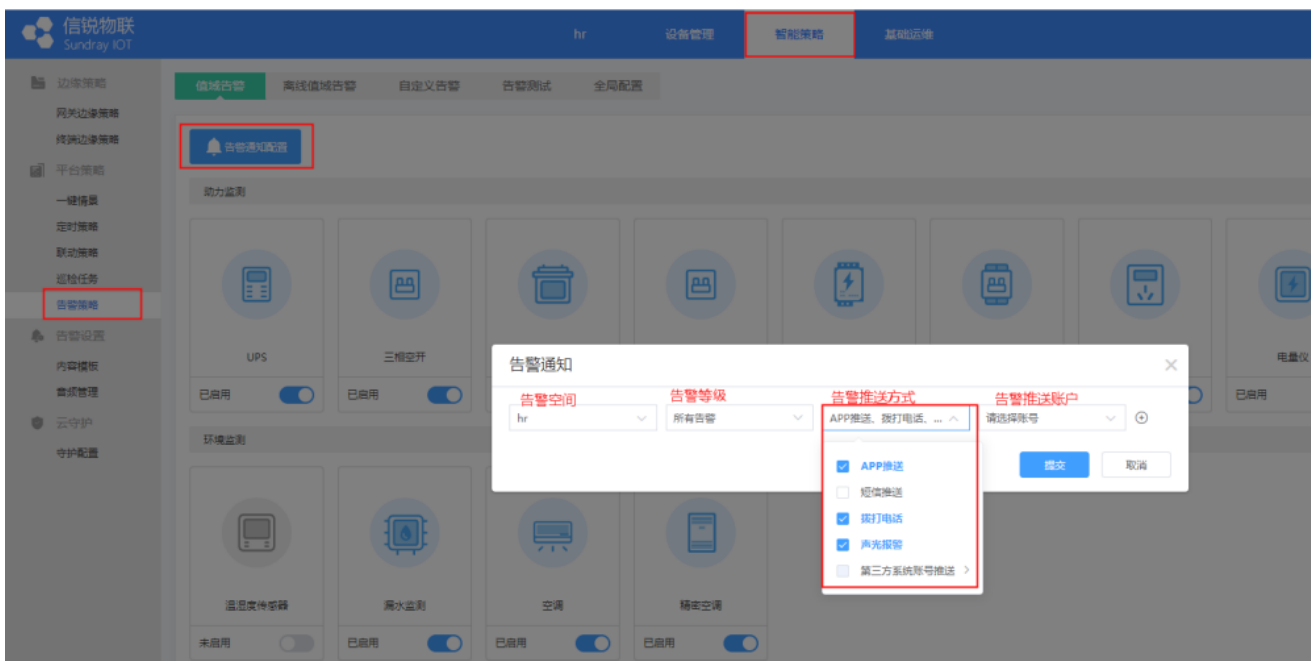 信锐物联
Sundray IOT
hr
设备管理
智能策略
基础运维
边缘策略
网关边缘策略
终端边缘策略
平台策略
一键情景
定时策略
联动策略
巡检任务
告警策略
告警设置
内容模板
音频管理
云守护
守护配置
值域告警
离线值域告警
自定义告警
告警测试
全局配置
告警通知配置
动力监测
UPS
三相空开
电量仪
已启用
已启用
已启用
告警通知
告警空间
告警等级
告警推送方式
告警推送账户
hr
所有告警
APP推送、拨打电话、...
请选择账号
APP推送
短信推送
拨打电话
声光报警
第三方系统账号推送
提交
取消
环境监测
温湿度传感器
漏水监测
空调
精密空调
未启用
已启用
已启用
已启用